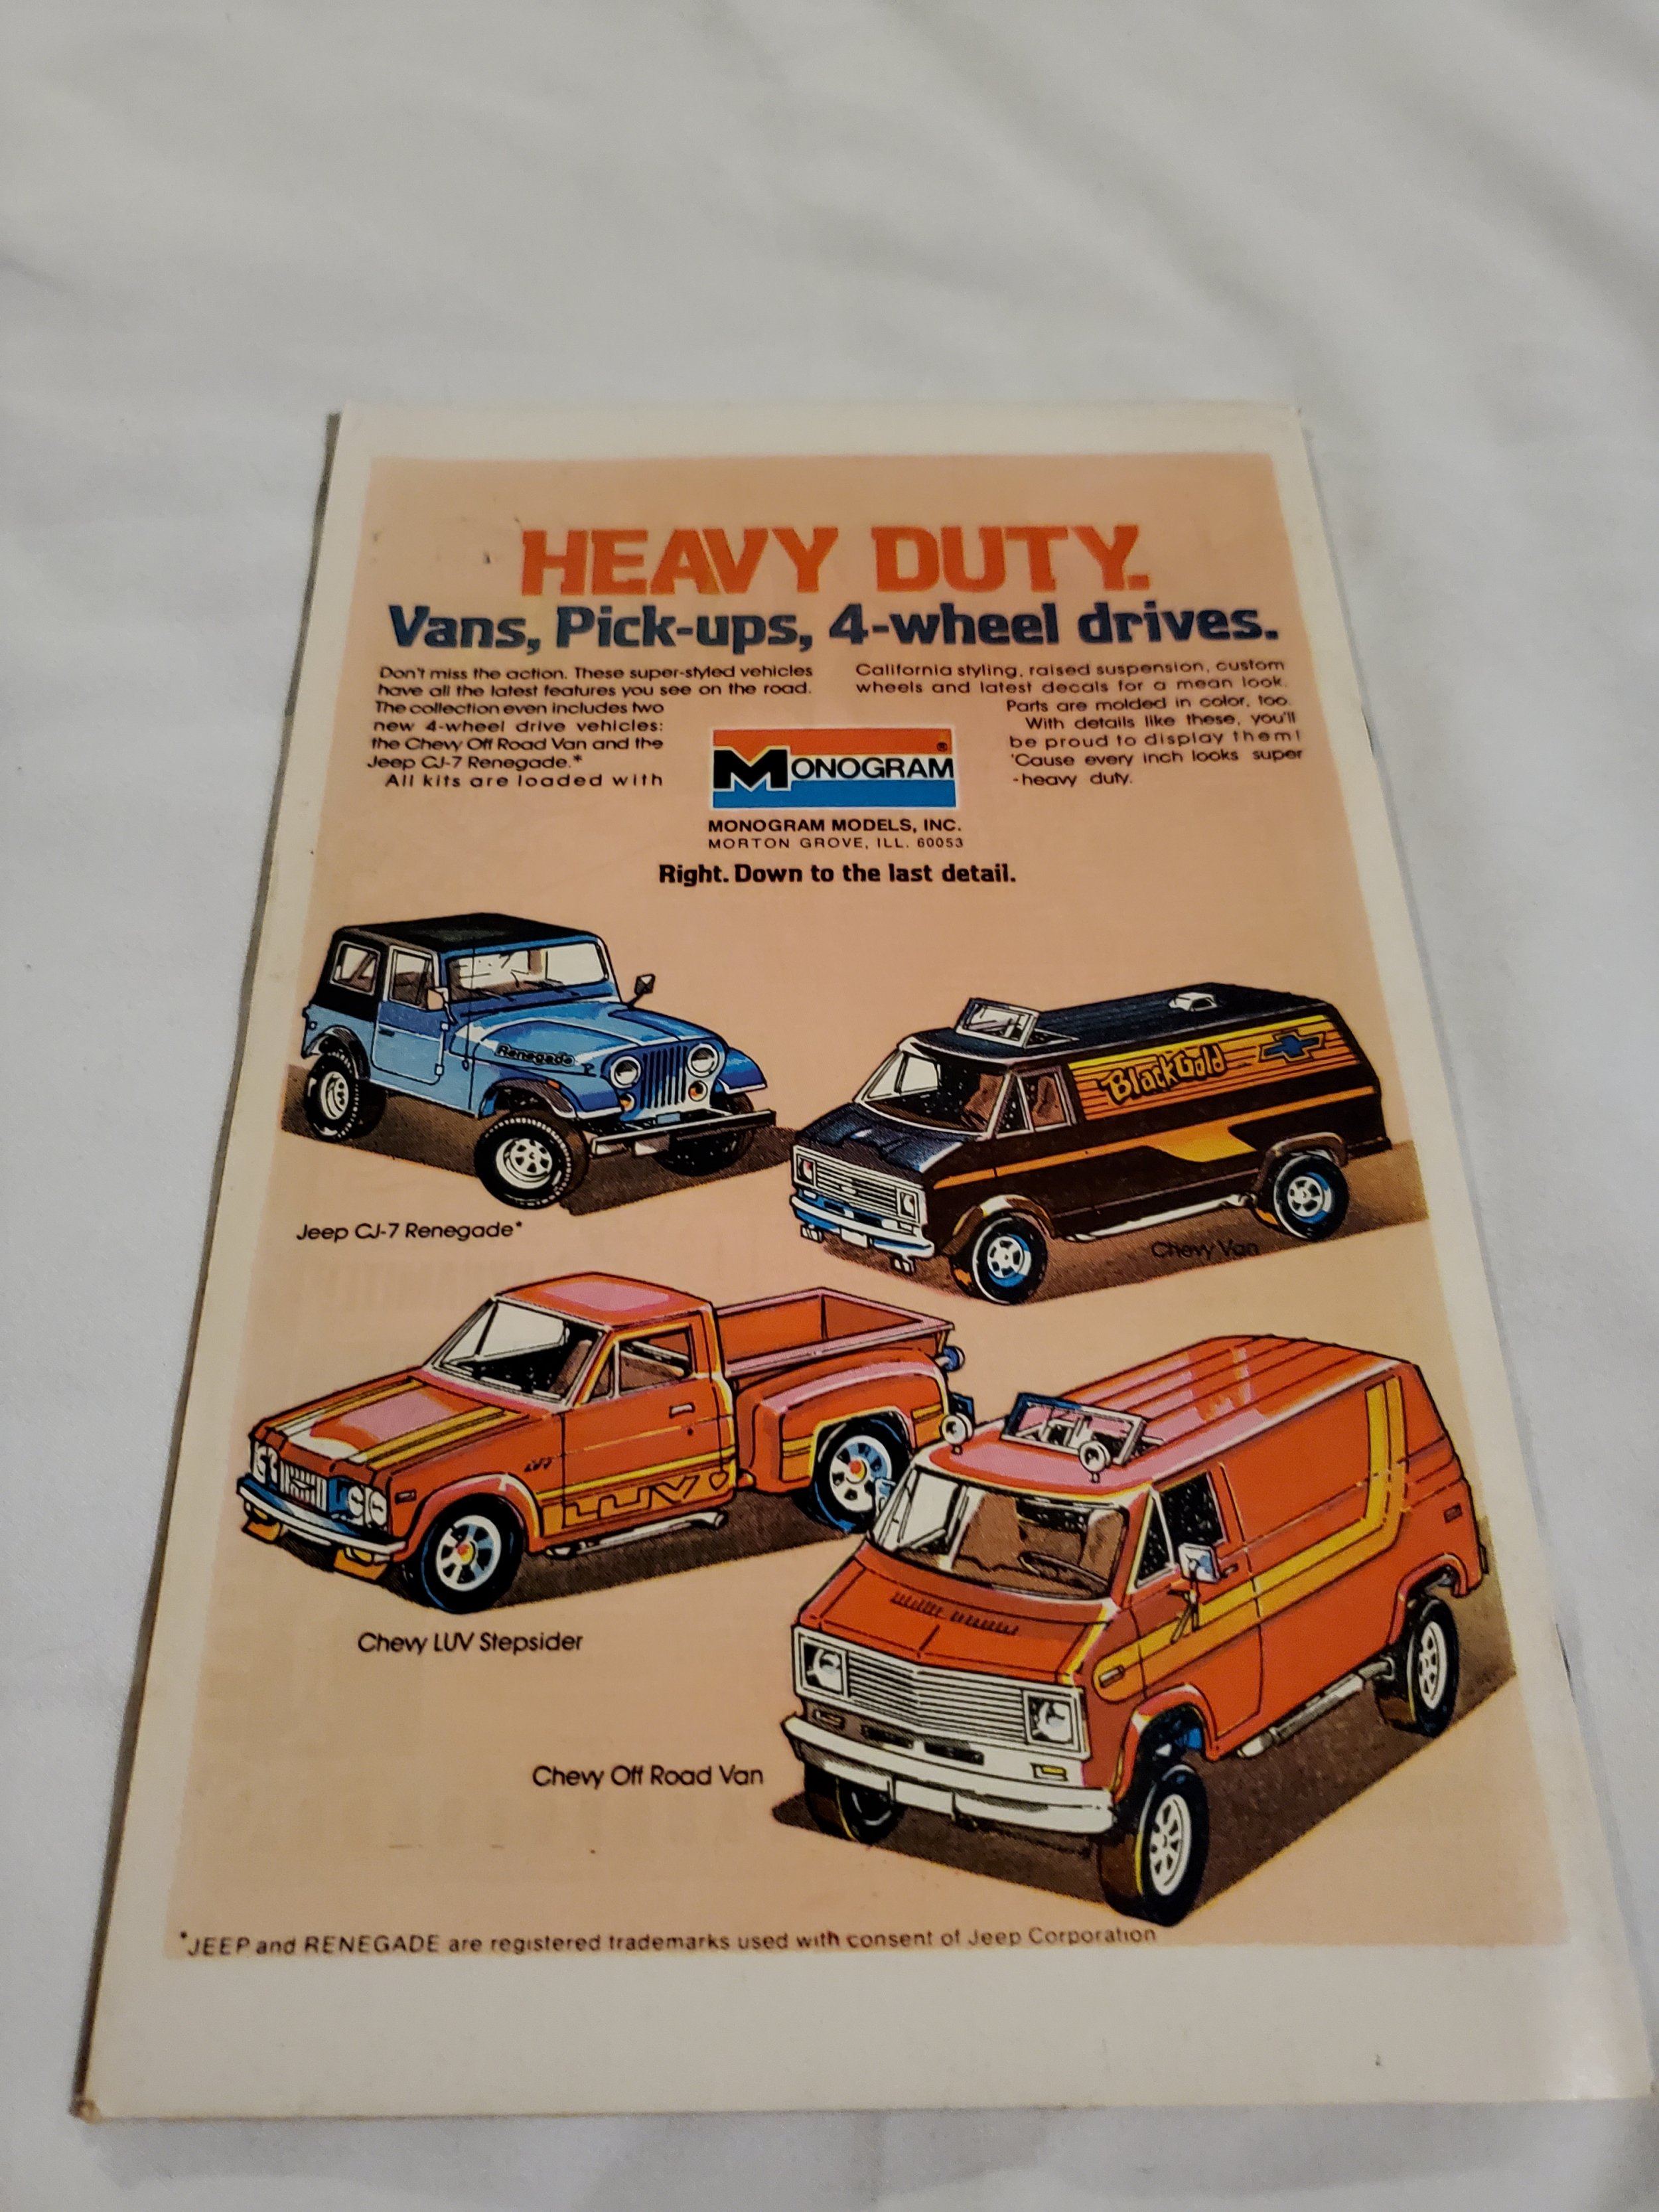 HEAVY DUTY.
Vans, Pick-ups, 4-wheel drives.
Don't miss the action. These super-styled vehicles
have all the latest features you see on the road.
The collection even includes two
new 4-wheel drive vehicles:
the Chevy Off Road Van and the
Jeep CJ-7 Renegade.*
All kits are loaded with
California styling, raised suspension, custom
wheels and latest decals for a mean look.
Parts are molded in color, too.
With details like these, you'll
be proud to display them!
'Cause every inch looks super
-heavy duty.
MONOGRAM®
MONOGRAM MODELS, INC.
MORTON GROVE, ILL. 60053
Right. Down to the last detail.
Renegade
BlackGold
Jeep CJ-7 Renegade*
Chevy Van
LUV
LUV
Chevy LUV Stepsider
Chevy Off Road Van
*JEEP and RENEGADE are registered trademarks used with consent of Jeep Corporation